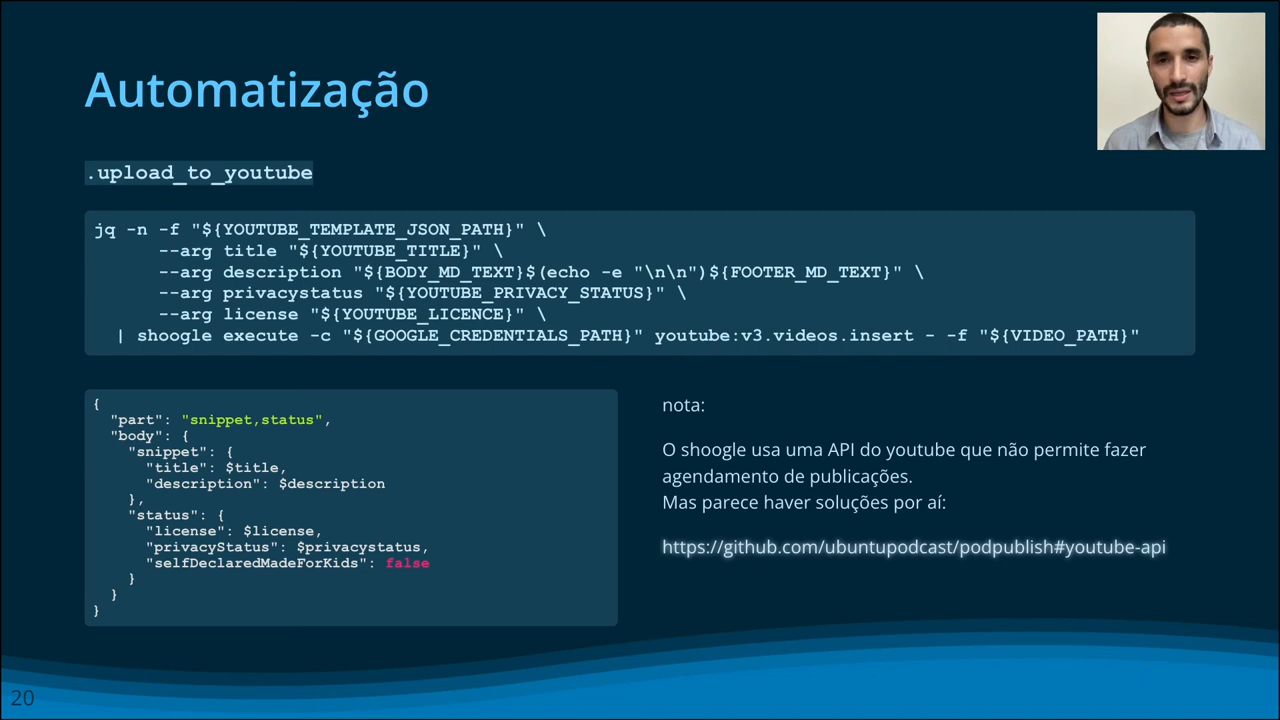 Automatização
.upload_to_youtube
jq -n -f "${YOUTUBE_TEMPLATE_JSON_PATH}" \
--arg title "${YOUTUBE_TITLE}" \
--arg description "${BODY_MD_TEXT}$(echo -e "\n\n")${FOOTER_MD_TEXT}" \
--arg privacystatus "${YOUTUBE_PRIVACY_STATUS}" \
--arg license "${YOUTUBE_LICENCE}" \
| shoogle execute -c "${GOOGLE_CREDENTIALS_PATH}" youtube:v3.videos.insert - -f "${VIDEO_PATH}"
{
"part": "snippet,status",
"body": {
"snippet": {
"title": $title,
"description": $description
},
"status": {
"license": $license,
"privacyStatus": $privacystatus,
"selfDeclaredMadeForKids": false
}
}
}
nota:
O shoogle usa uma API do youtube que não permite fazer
agendamento de publicações.
Mas parece haver soluções por aí:
https://github.com/ubuntupodcast/podpublish#youtube-api
20